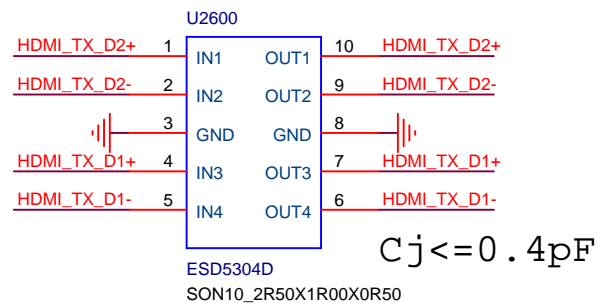 U2600
HDMI_TX_D2+ 1 IN1 OUT1 10 HDMI_TX_D2+
HDMI_TX_D2- 2 IN2 OUT2 9 HDMI_TX_D2-
3 GND GND 8
HDMI_TX_D1+ 4 IN3 OUT3 7 HDMI_TX_D1+
HDMI_TX_D1- 5 IN4 OUT4 6 HDMI_TX_D1-
Cj<=0.4pF
ESD5304D
SON10_2R50X1R00X0R50